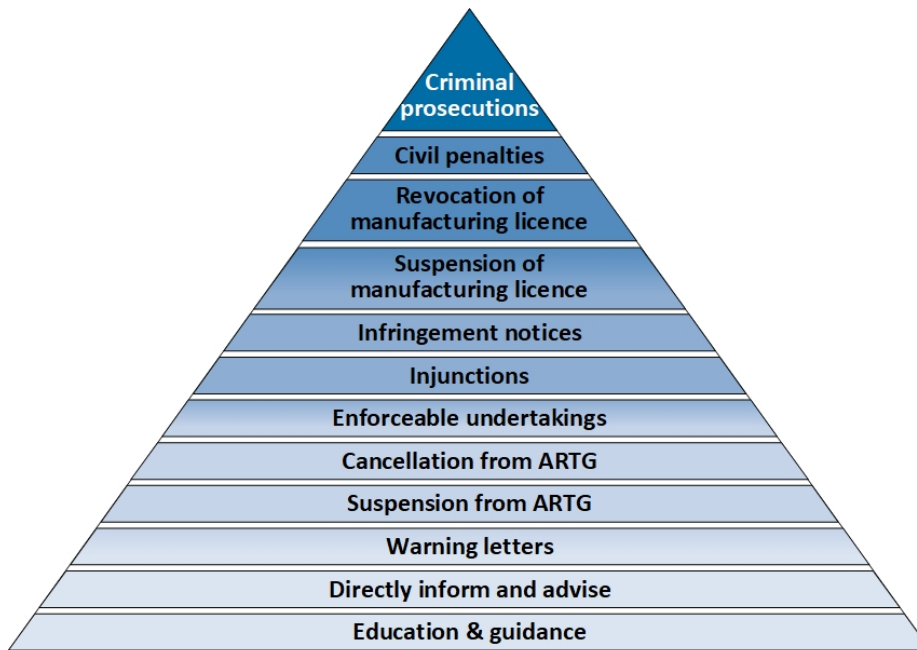 Criminal
prosecutions
Civil penalties
Revocation of
manufacturing licence
Suspension of
manufacturing licence
Infringement notices
Injunctions
Enforceable undertakings
Cancellation from ARTG
Suspension from ARTG
Warning letters
Directly inform and advise
Education & guidance